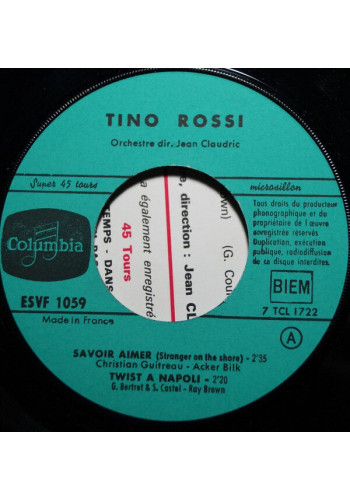 TINO ROSSI
Orchestre dir. Jean Claudric
Super 45 tours
microsillon
Columbia
Tous droits du producteur
phonographique et du propriétaire de l'œuvre
enregistrée réservés
Duplication, exécution
publique, radiodiffusion
de ce disque interdites
ESVF 1059
BIEM
7 TCL 1722
Made in France
A
SAVOIR AIMER (Stranger on the shore) - 2'35
Christian Guitreau - Acker Bilk
TWIST A NAPOLI - 2'20
G. Bertret & S. Castel - Ray Brown
TEMPS - DANS
45 Tours
a également enregistré
direction : Jean CL
(G. Cou
own)